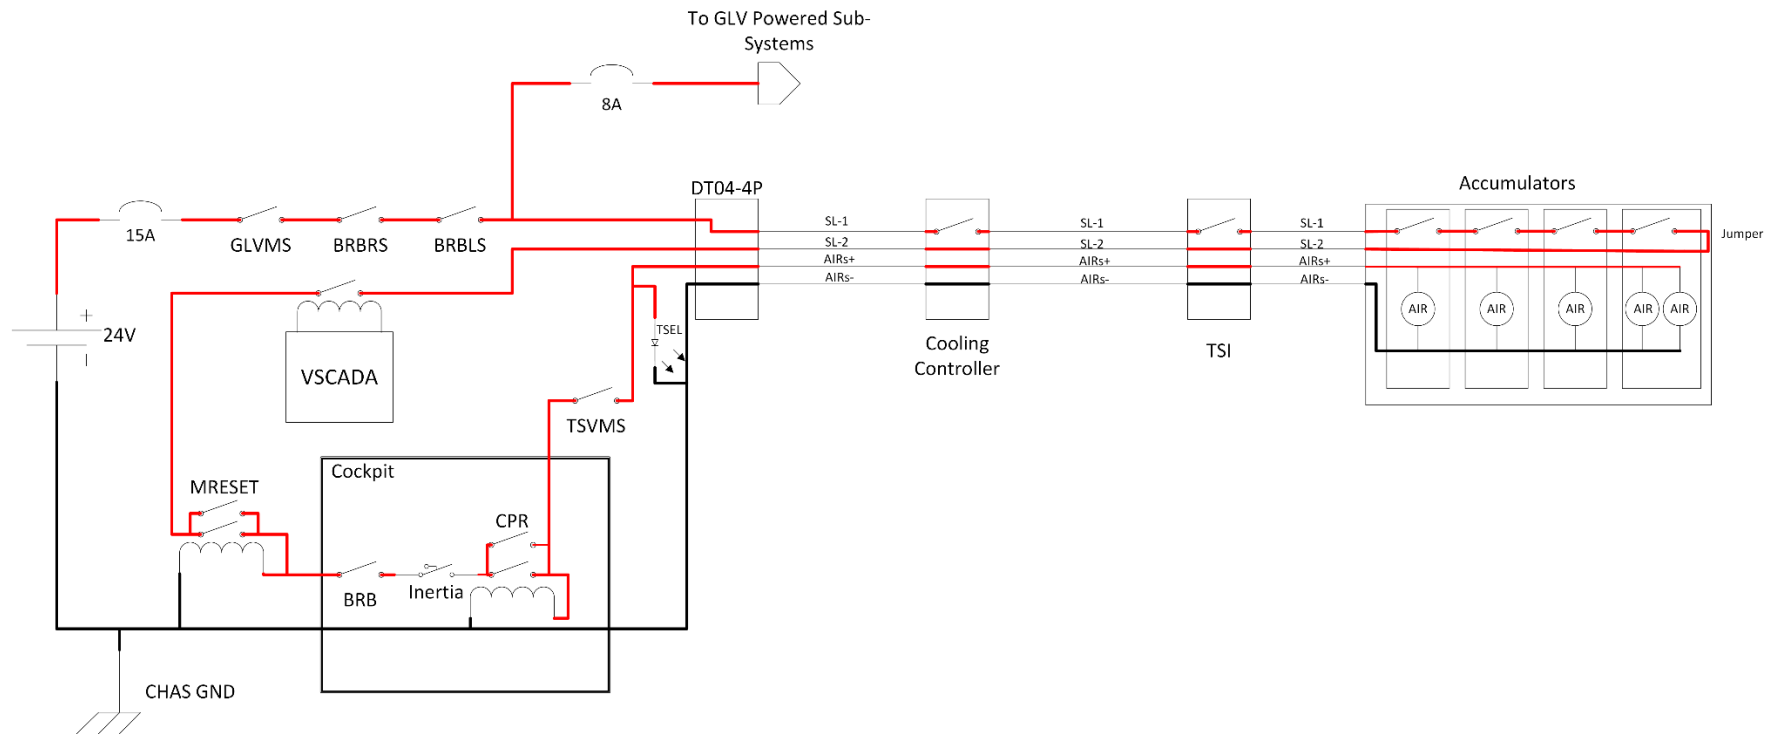 To GLV Powered Sub-
Systems
8A
DT04-4P
Accumulators
15A
GLVMS
BRBRS
BRBLS
SL-1
SL-1
SL-1
SL-2
SL-2
SL-2
AIRs+
AIRs+
AIRs+
AIRs-
AIRs-
AIRs-
Jumper
+
24V
-
VSCADA
TSEL
AIR
AIR
AIR
AIR
AIR
Cooling
Controller
TSI
TSVMS
Cockpit
MRESET
CPR
BRB
Inertia
CHAS GND